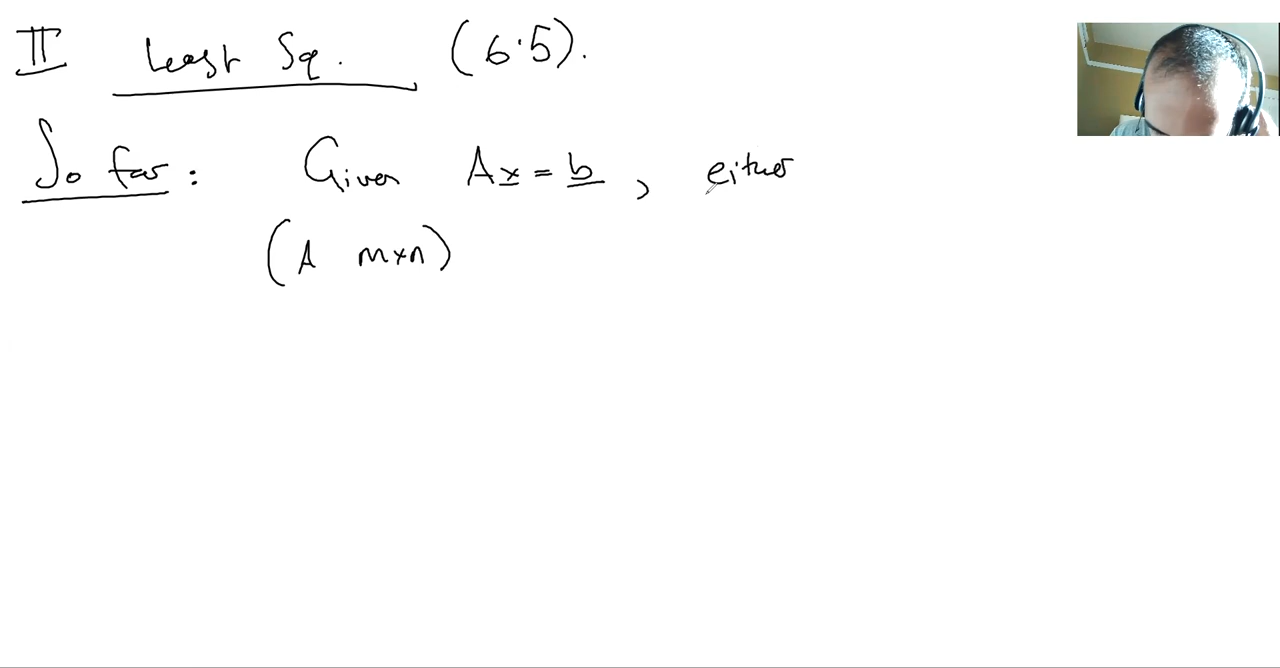 II Least Sq. (6.5).
So far: Given Ax = b, either
(A m×n)